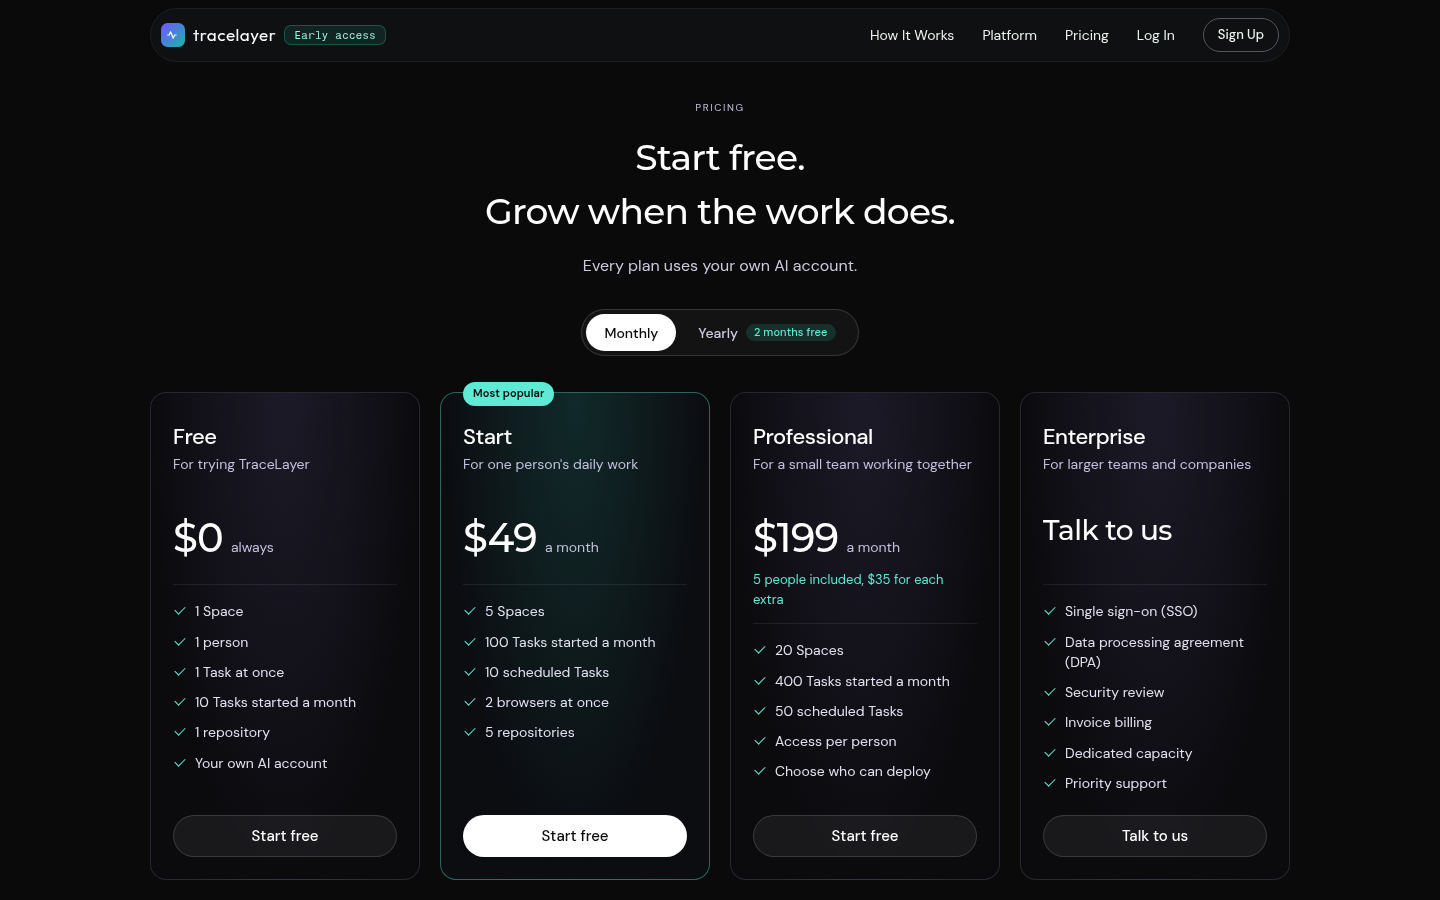 tracelayer
Early access
How It Works
Platform
Pricing
Log In
Sign Up
PRICING
Start free.
Grow when the work does.
Every plan uses your own AI account.
Monthly
Yearly
2 months free
Free
For trying TraceLayer
$0 always
1 Space
1 person
1 Task at once
10 Tasks started a month
1 repository
Your own AI account
Start free
Most popular
Start
For one person's daily work
$49 a month
5 Spaces
100 Tasks started a month
10 scheduled Tasks
2 browsers at once
5 repositories
Start free
Professional
For a small team working together
$199 a month
5 people included, $35 for each
extra
20 Spaces
400 Tasks started a month
50 scheduled Tasks
Access per person
Choose who can deploy
Start free
Enterprise
For larger teams and companies
Talk to us
Single sign-on (SSO)
Data processing agreement
(DPA)
Security review
Invoice billing
Dedicated capacity
Priority support
Talk to us